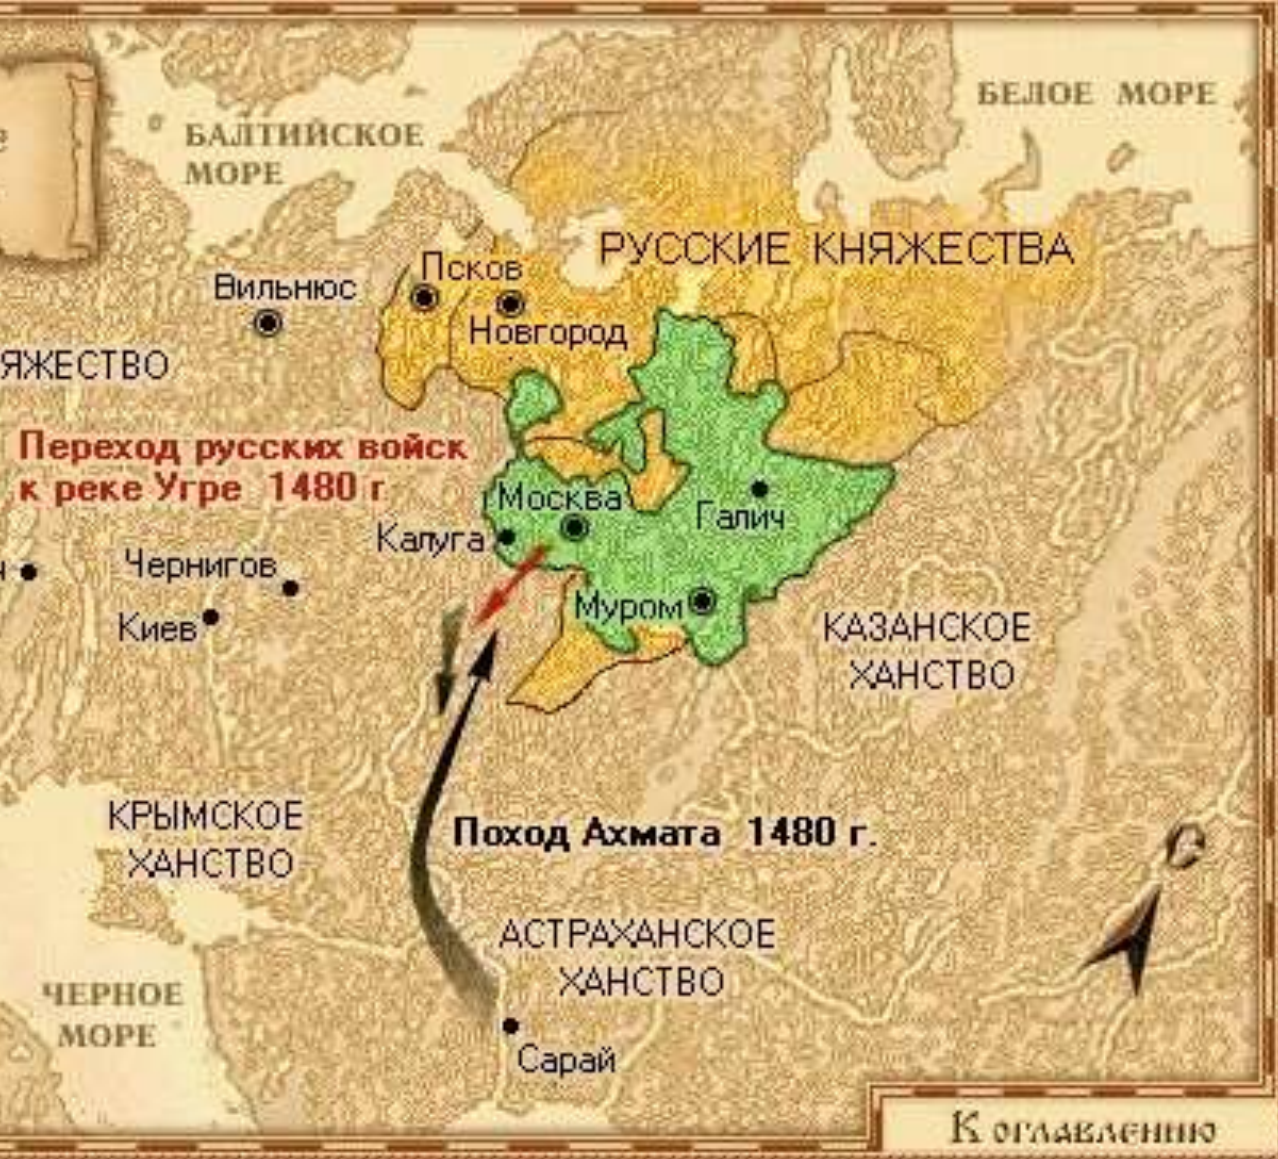 БЕЛОЕ МОРЕ
БАЛТИЙСКОЕ
МОРЕ
РУССКИЕ КНЯЖЕСТВА
Псков
Вильнюс
Новгород
ЯЖЕСТВО
Переход русских войск
к реке Угре 1480 г
Москва
Галич
Калуга
Чернигов
Муром
Киев
КАЗАНСКОЕ
ХАНСТВО
КРЫМСКОЕ
ХАНСТВО
Поход Ахмата 1480 г.
С
АСТРАХАНСКОЕ
ХАНСТВО
ЧЕРНОЕ
МОРЕ
Сарай
К оглавлению